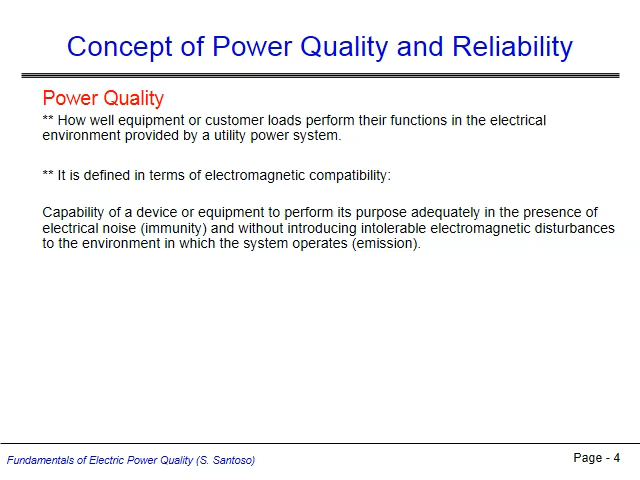 Concept of Power Quality and Reliability
Power Quality
** How well equipment or customer loads perform their functions in the electrical
environment provided by a utility power system.
** It is defined in terms of electromagnetic compatibility:
Capability of a device or equipment to perform its purpose adequately in the presence of
electrical noise (immunity) and without introducing intolerable electromagnetic disturbances
to the environment in which the system operates (emission).
Fundamentals of Electric Power Quality (S. Santoso)
Page - 4